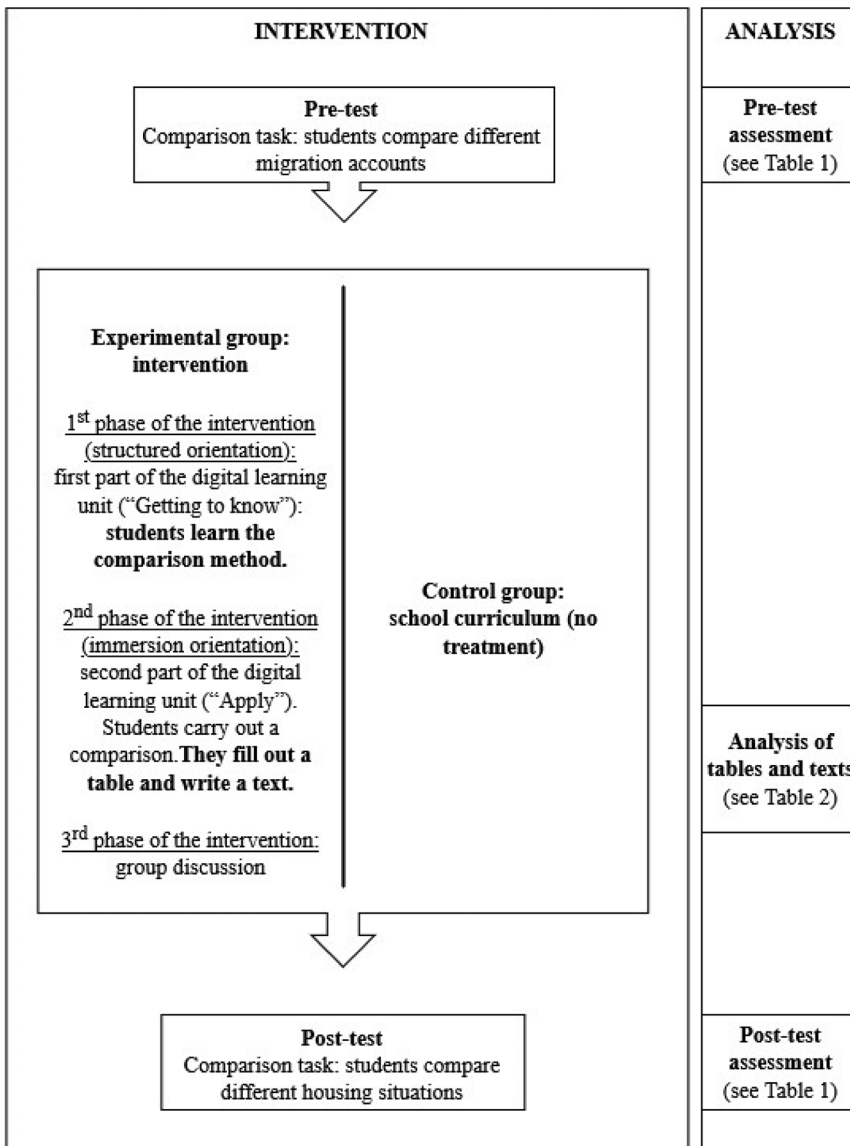 INTERVENTION
Pre-test
Comparison task: students compare different
migration accounts
Experimental group:
intervention
1st phase of the intervention
(structured orientation):
first part of the digital learning
unit (“Getting to know”):
students learn the
comparison method.
2nd phase of the intervention
(immersion orientation):
second part of the digital
learning unit (“Apply”).
Students carry out a
comparison.They fill out a
table and write a text.
3rd phase of the intervention:
group discussion
Control group:
school curriculum (no
treatment)
Post-test
Comparison task: students compare
different housing situations
ANALYSIS
Pre-test
assessment
(see Table 1)
Analysis of
tables and texts
(see Table 2)
Post-test
assessment
(see Table 1)